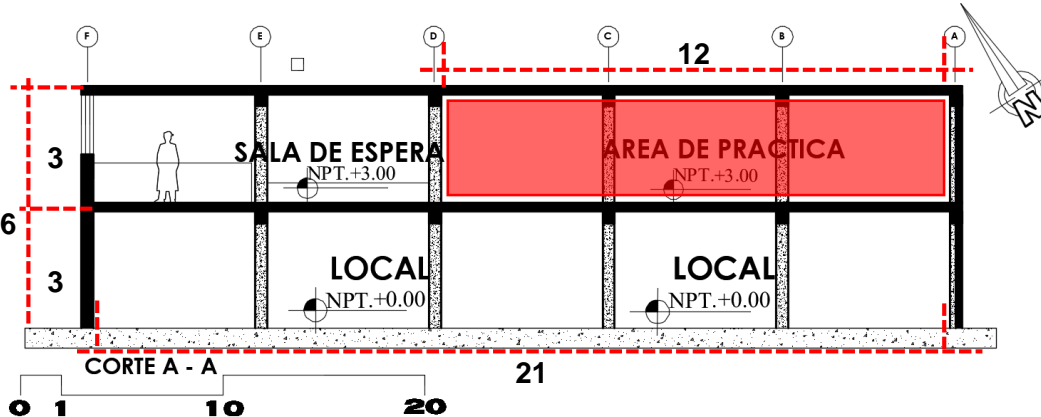 F E D C B A
12
N
3
SALA DE ESPERA
NPT.+3.00
AREA DE PRACTICA
NPT.+3.00
6
3
LOCAL
NPT.+0.00
LOCAL
NPT.+0.00
CORTE A - A
21
0 1 10 20